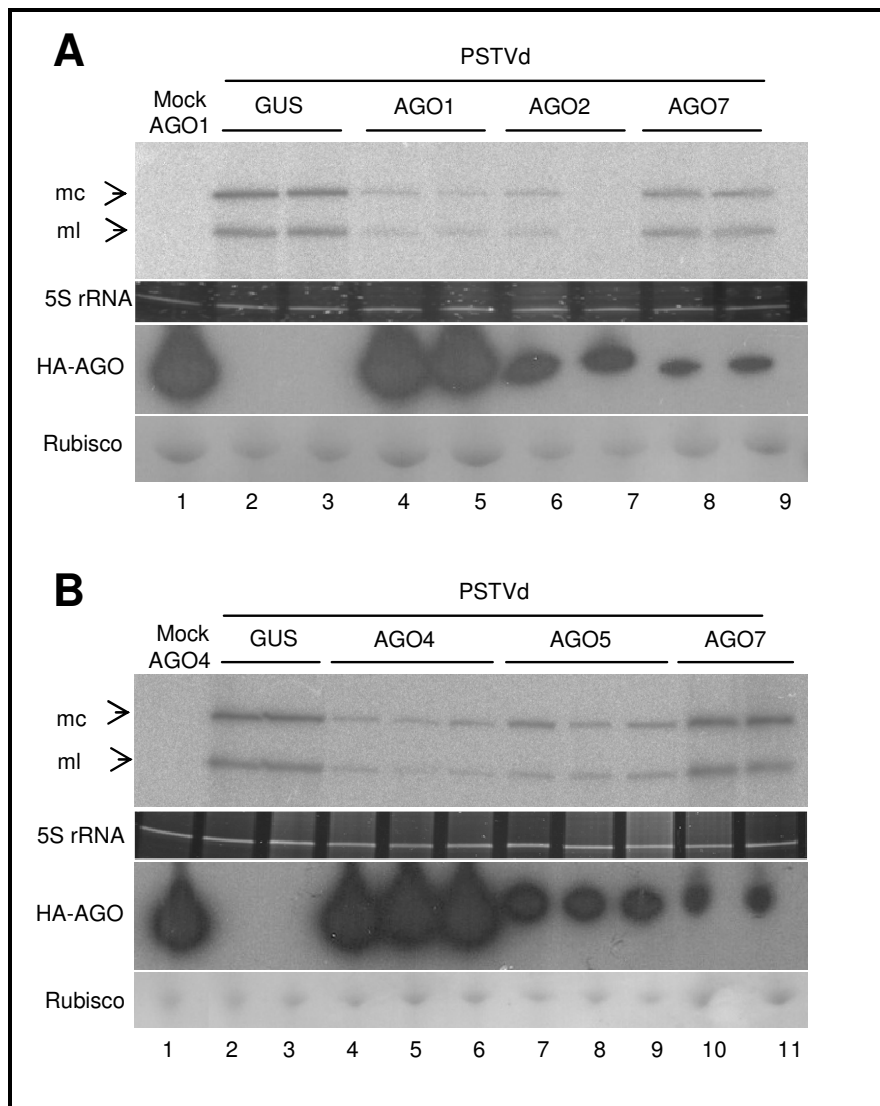 A
PSTVd
Mock AGO1
GUS AGO1 AGO2 AGO7
mc
ml
5S rRNA
HA-AGO
Rubisco
1 2 3 4 5 6 7 8 9
B
PSTVd
Mock AGO4
GUS AGO4 AGO5 AGO7
mc
ml
5S rRNA
HA-AGO
Rubisco
1 2 3 4 5 6 7 8 9 10 11